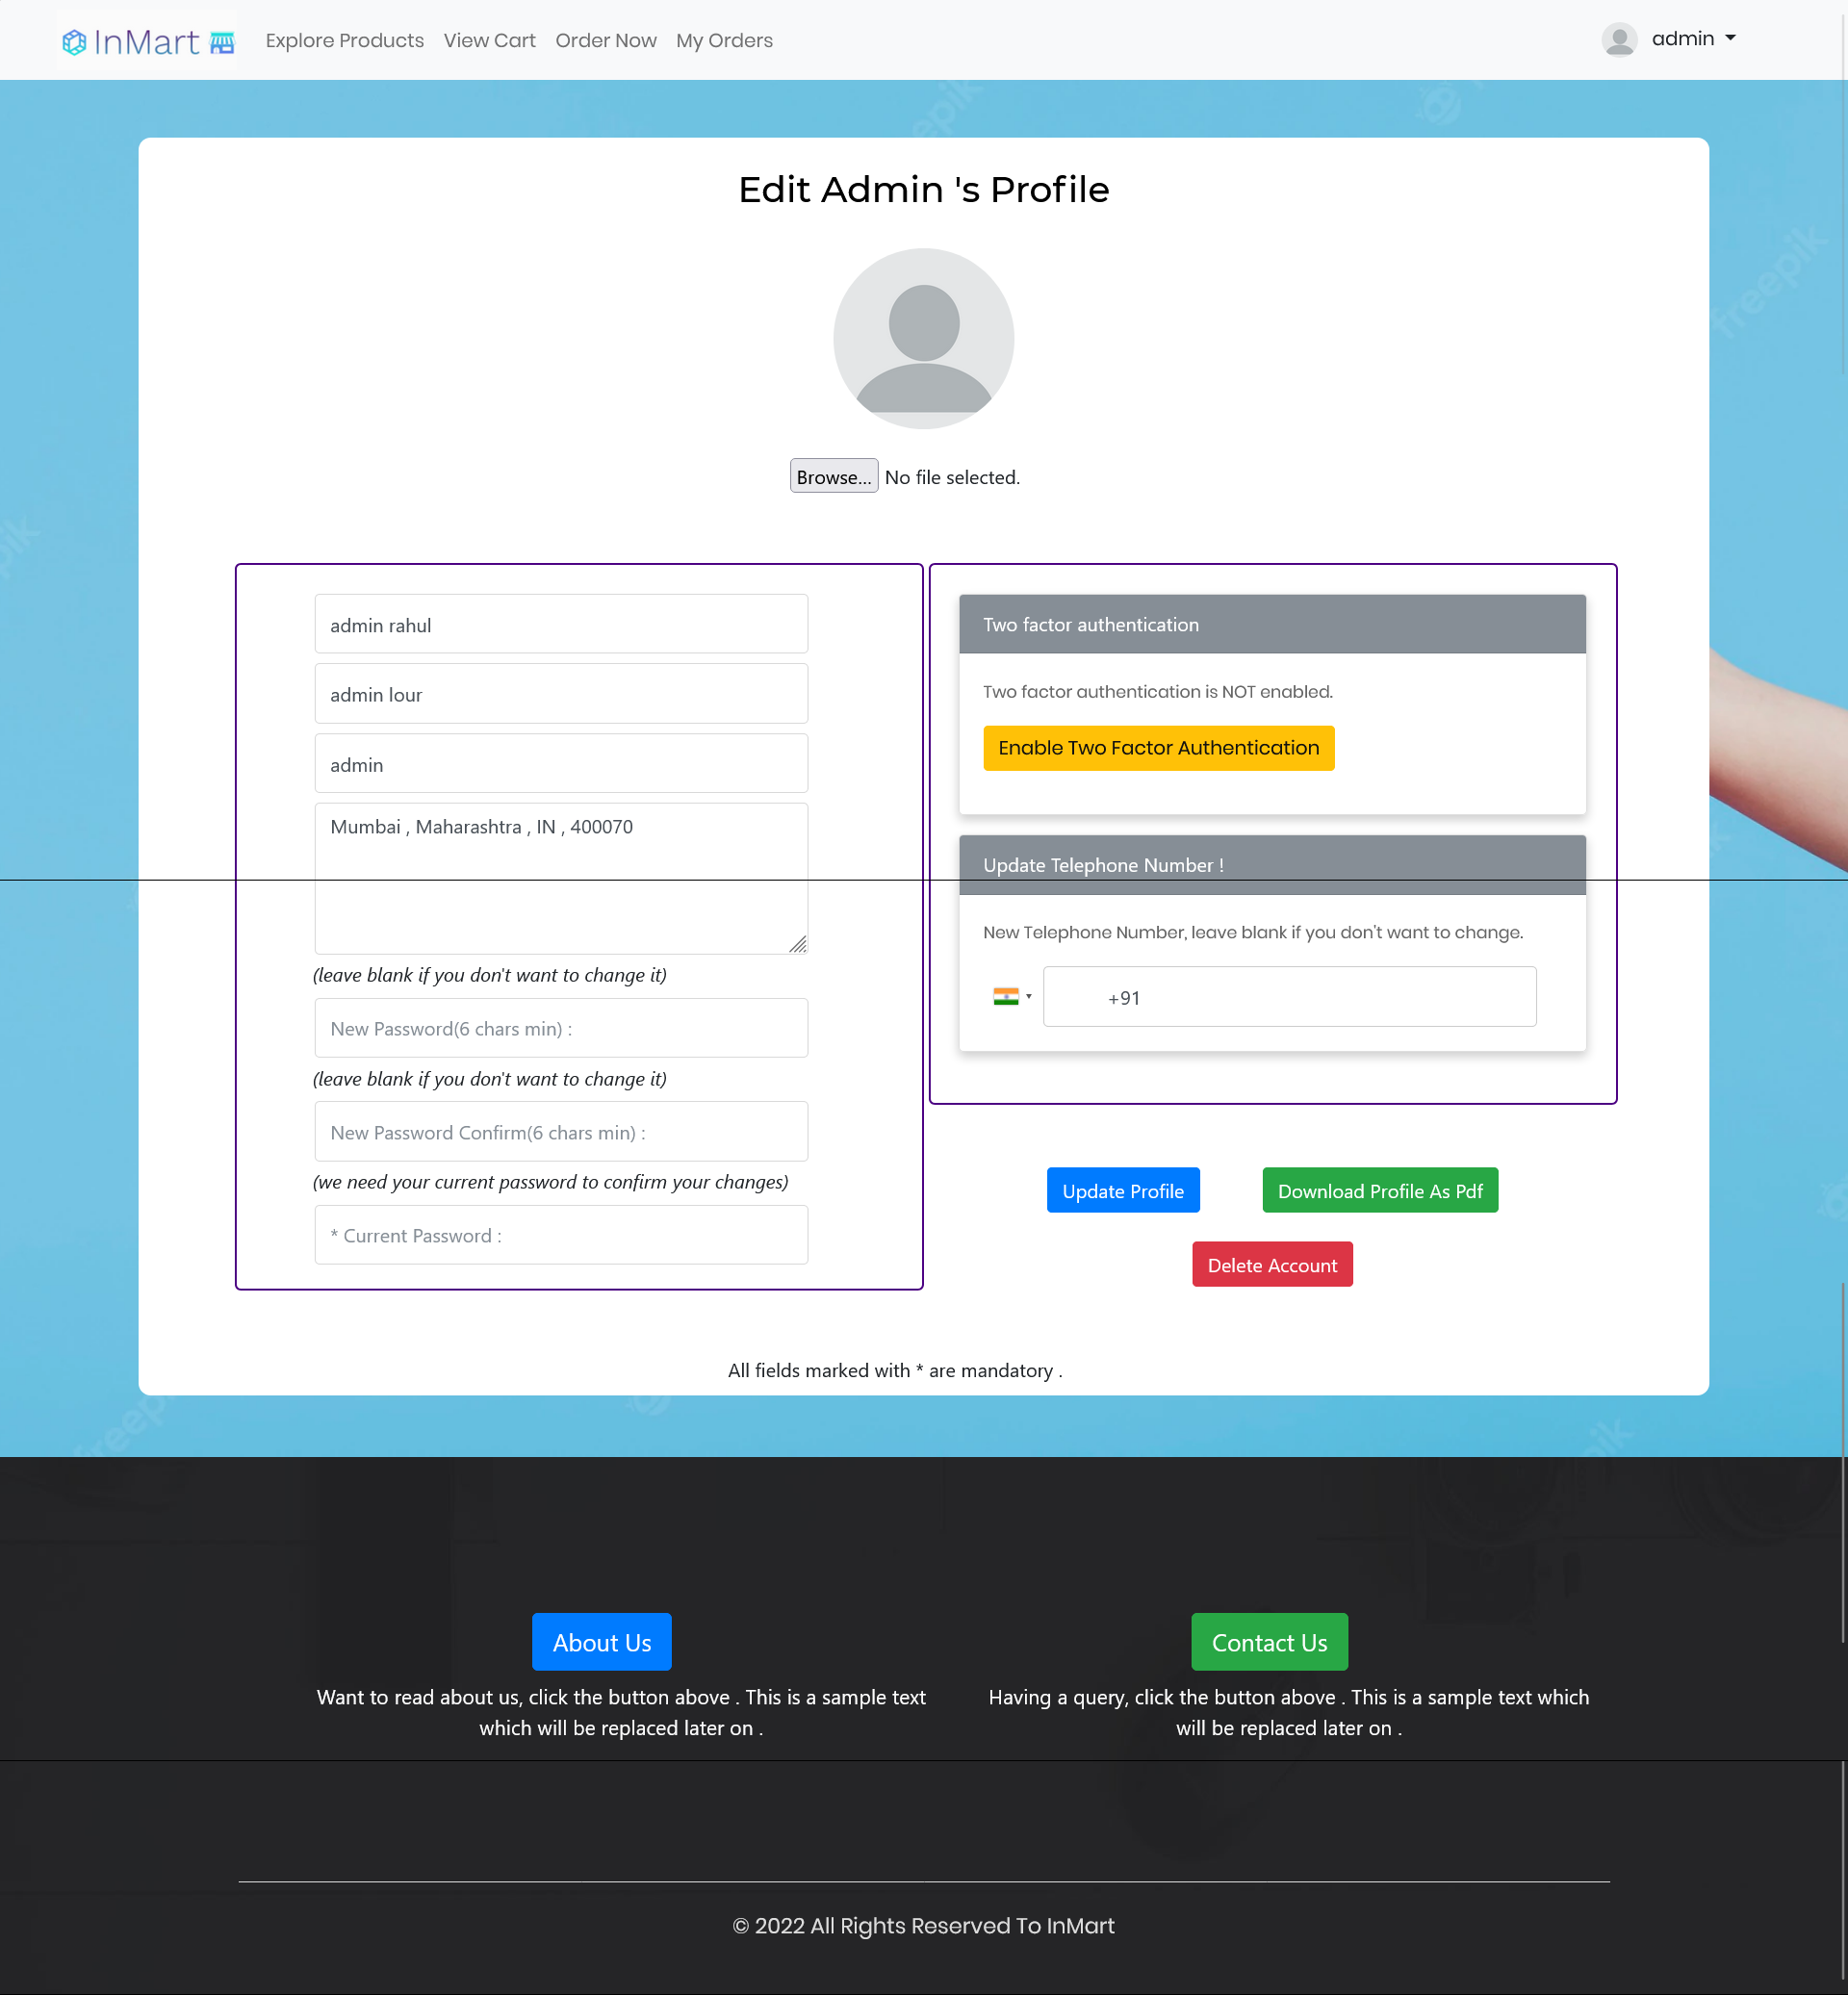 InMart
Explore Products View Cart Order Now My Orders
admin
Edit Admin 's Profile
Browse... No file selected.
admin rahul
admin lour
admin
Mumbai , Maharashtra , IN , 400070
(leave blank if you don't want to change it)
New Password(6 chars min) :
(leave blank if you don't want to change it)
New Password Confirm(6 chars min) :
(we need your current password to confirm your changes)
* Current Password :
Two factor authentication
Two factor authentication is NOT enabled.
Enable Two Factor Authentication
Update Telephone Number !
New Telephone Number, leave blank if you don't want to change.
+91
Update Profile
Download Profile As Pdf
Delete Account
All fields marked with * are mandatory .
freepik
About Us
Want to read about us, click the button above . This is a sample text
which will be replaced later on .
Contact Us
Having a query, click the button above . This is a sample text which
will be replaced later on .
© 2022 All Rights Reserved To InMart